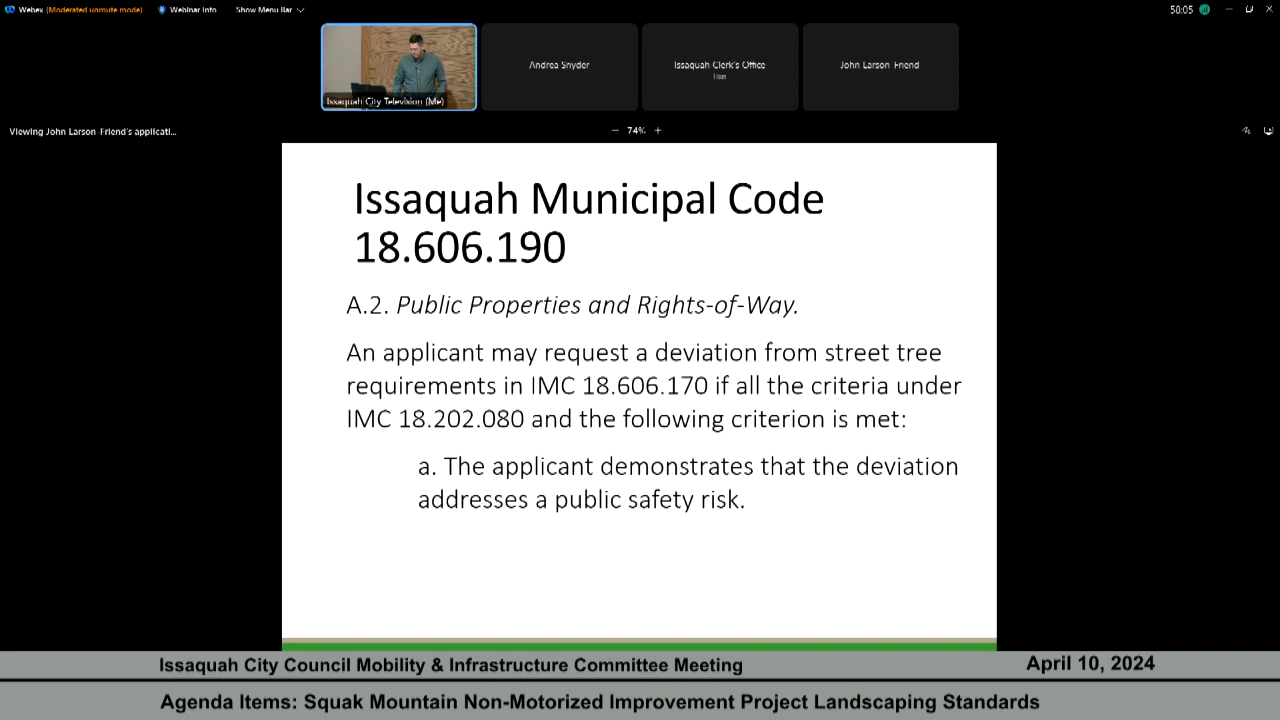 Webex (Moderated unmute mode) Webinar Info Show Menu Bar 50:05
Issaquah City Television (Me)
Andrea Snyder
Issaquah Clerk's Office
Host
John Larson Friend
Viewing John Larson Friend's applicati...
74%
Issaquah Municipal Code
18.606.190
A.2. Public Properties and Rights-of-Way.
An applicant may request a deviation from street tree
requirements in IMC 18.606.170 if all the criteria under
IMC 18.202.080 and the following criterion is met:
a. The applicant demonstrates that the deviation
addresses a public safety risk.
Issaquah City Council Mobility & Infrastructure Committee Meeting
April 10, 2024
Agenda Items: Squak Mountain Non-Motorized Improvement Project Landscaping Standards